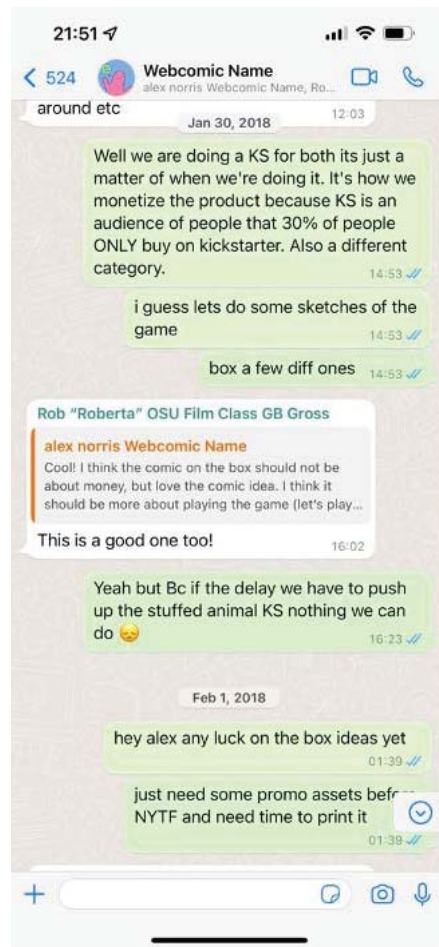 21:51
524
Webcomic Name
alex norris Webcomic Name, Ro...
around etc
12:03
Jan 30, 2018
Well we are doing a KS for both its just a
matter of when we're doing it. It's how we
monetize the product because KS is an
audience of people that 30% of people
ONLY buy on kickstarter. Also a different
category.
14:53
i guess lets do some sketches of the
game
14:53
box a few diff ones
14:53
Rob "Roberta" OSU Film Class GB Gross
alex norris Webcomic Name
Cool! I think the comic on the box should not be
about money, but love the comic idea. I think it
should be more about playing the game (let's play...
This is a good one too!
16:02
Yeah but Bc if the delay we have to push
up the stuffed animal KS nothing we can
do 😞
16:23
Feb 1, 2018
hey alex any luck on the box ideas yet
01:39
just need some promo assets before
NYTF and need time to print it
01:39